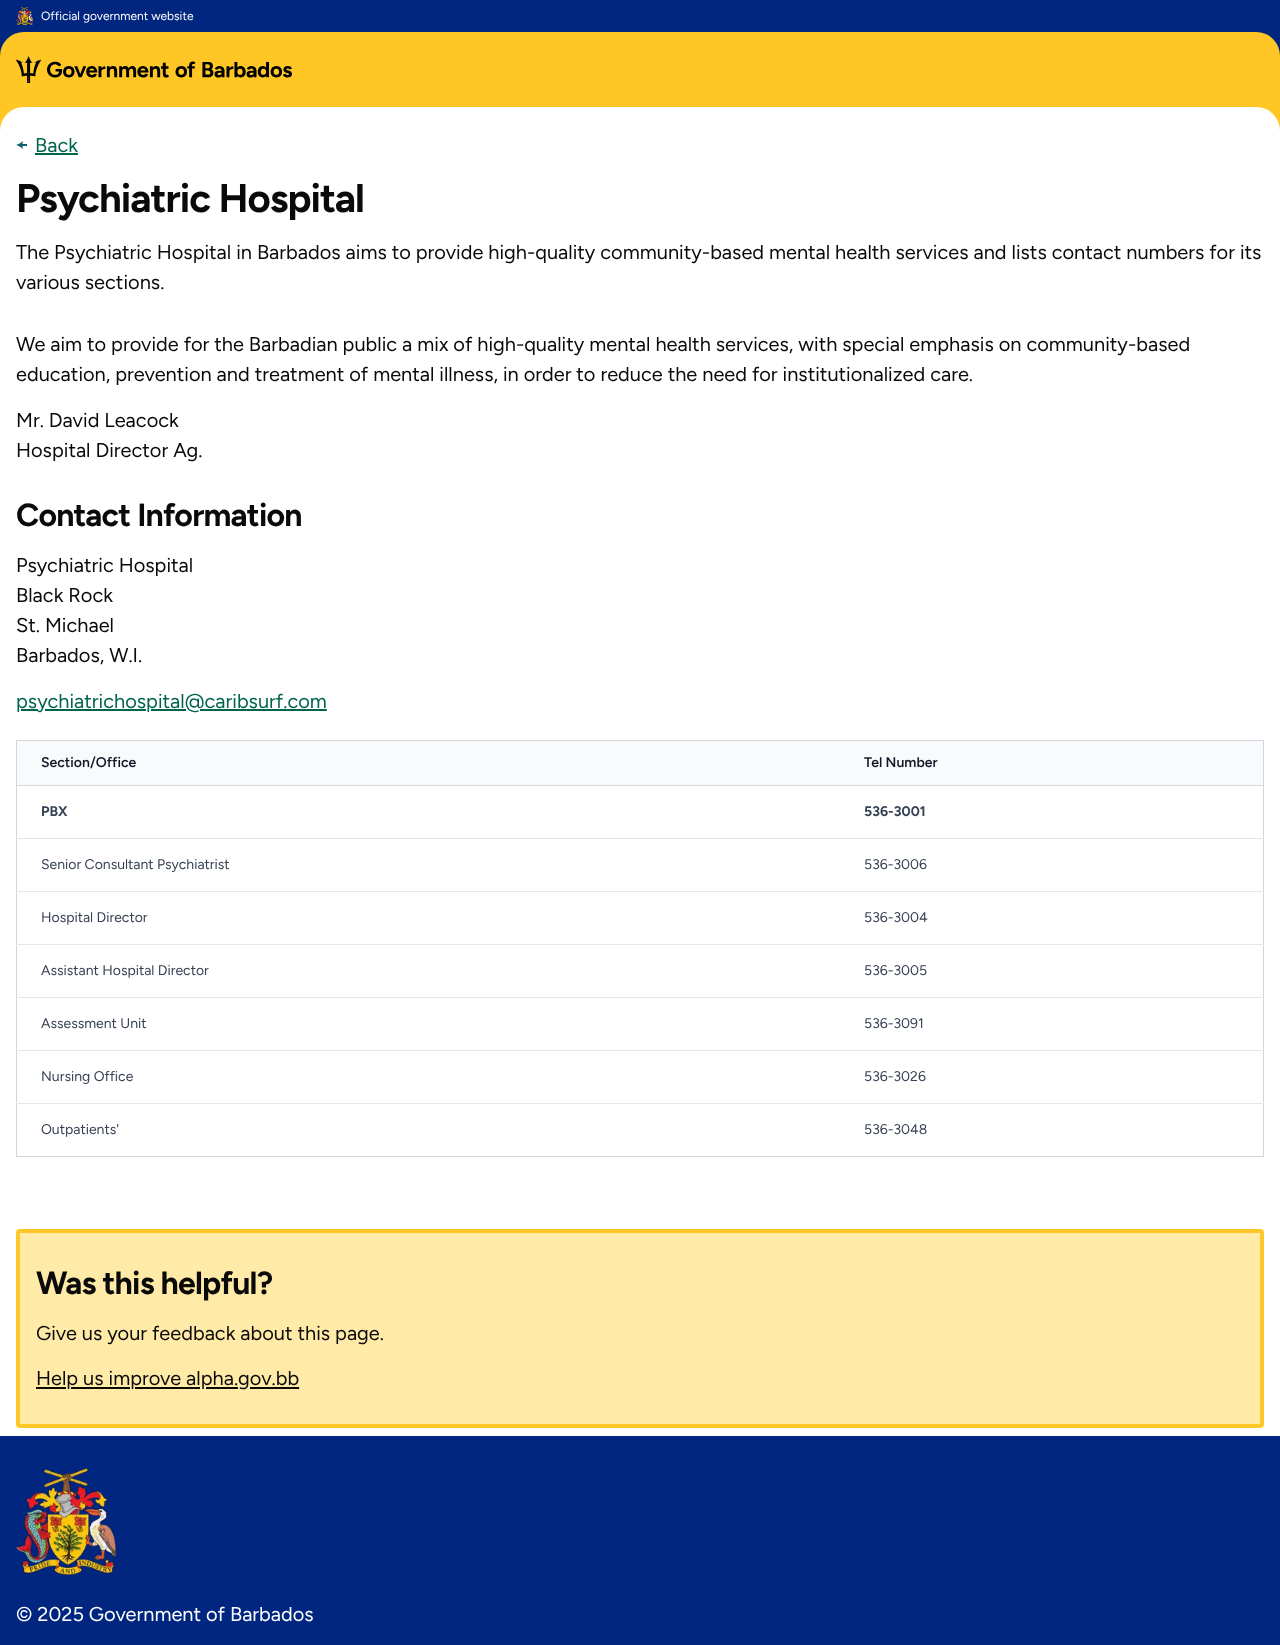 Official government website
Government of Barbados
Back
Psychiatric Hospital
The Psychiatric Hospital in Barbados aims to provide high-quality community-based mental health services and lists contact numbers for its
various sections.
We aim to provide for the Barbadian public a mix of high-quality mental health services, with special emphasis on community-based
education, prevention and treatment of mental illness, in order to reduce the need for institutionalized care.
Mr. David Leacock
Hospital Director Ag.
Contact Information
Psychiatric Hospital
Black Rock
St. Michael
Barbados, W.I.
psychiatrichospital@caribsurf.com
Section/Office Tel Number
PBX 536-3001
Senior Consultant Psychiatrist 536-3006
Hospital Director 536-3004
Assistant Hospital Director 536-3005
Assessment Unit 536-3091
Nursing Office 536-3026
Outpatients' 536-3048
Was this helpful?
Give us your feedback about this page.
Help us improve alpha.gov.bb
PRIDE AND INDUSTRY
© 2025 Government of Barbados